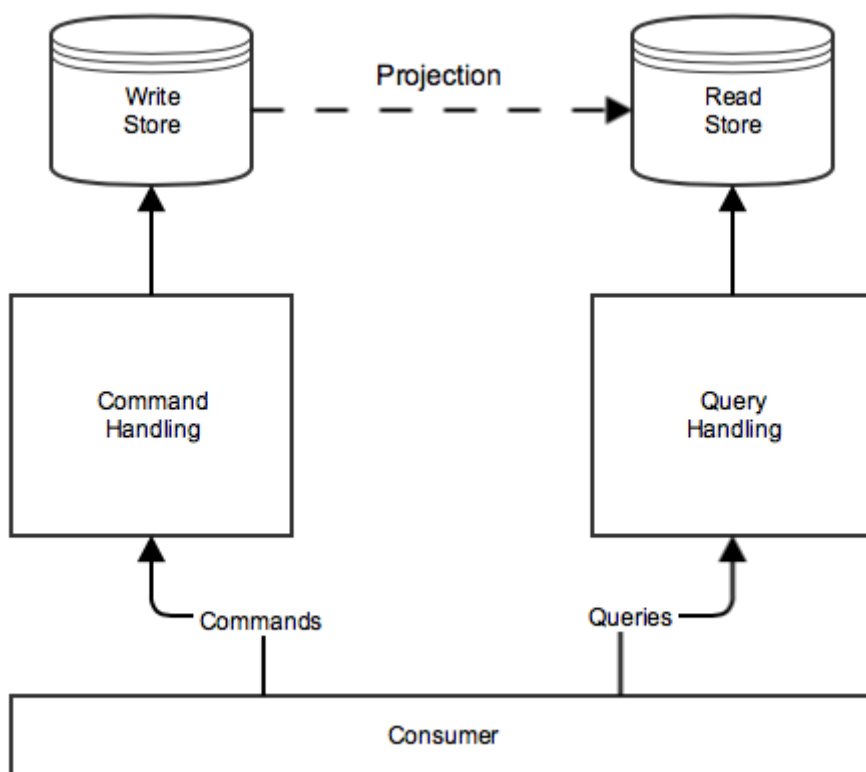 Write
Store
Projection
Read
Store
Command
Handling
Query
Handling
Commands
Queries
Consumer